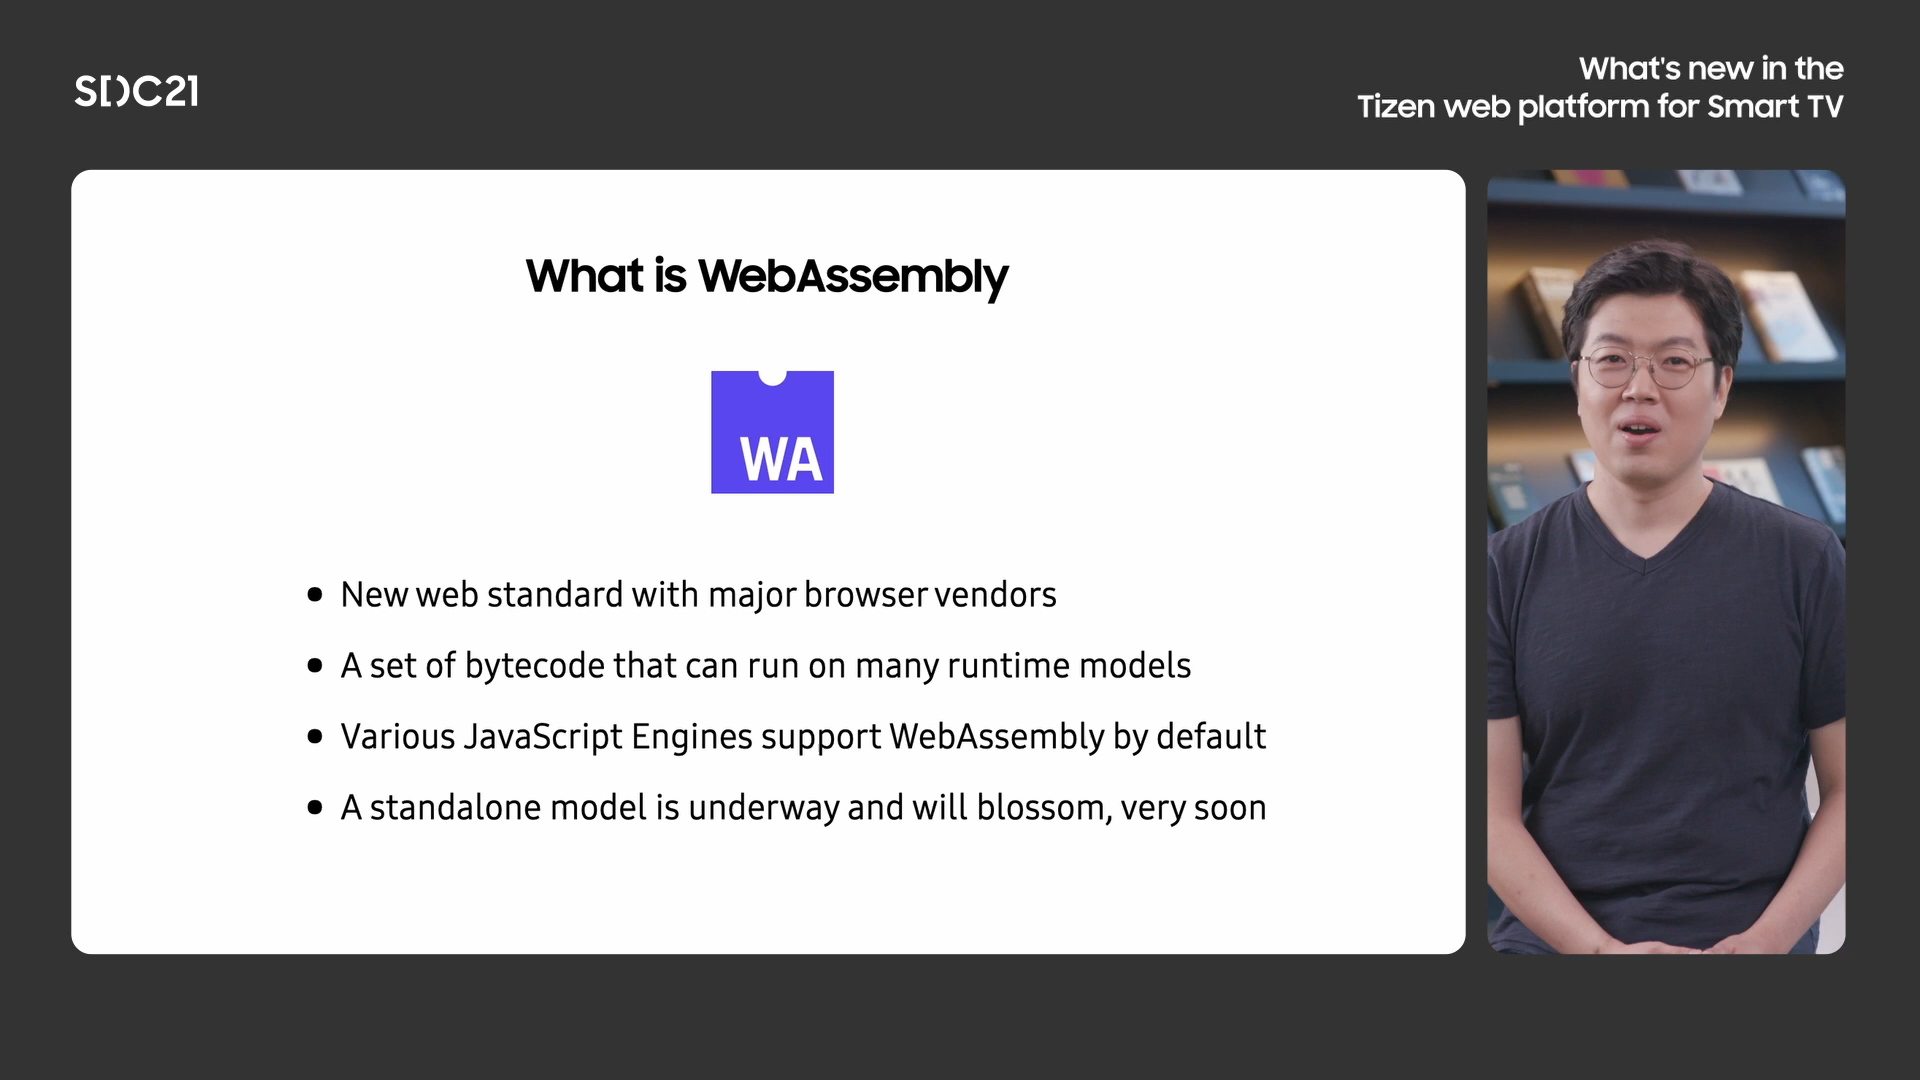 SDC21
What's new in the
Tizen web platform for Smart TV
What is WebAssembly
WA
• New web standard with major browser vendors
• A set of bytecode that can run on many runtime models
• Various JavaScript Engines support WebAssembly by default
• A standalone model is underway and will blossom, very soon